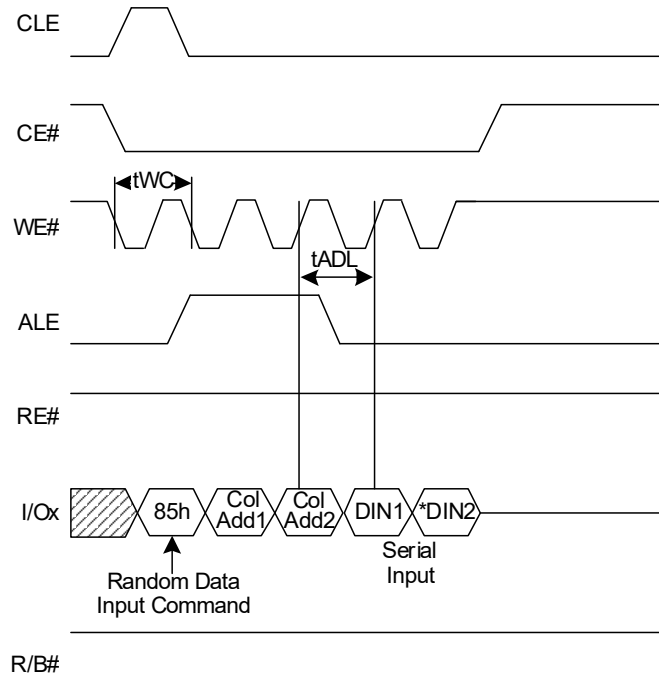 CLE
CE#
tWC
WE#
tADL
ALE
RE#
I/Ox
85h
Col
Add1
Col
Add2
DIN1
*DIN2
Serial
Input
Random Data
Input Command
R/B#